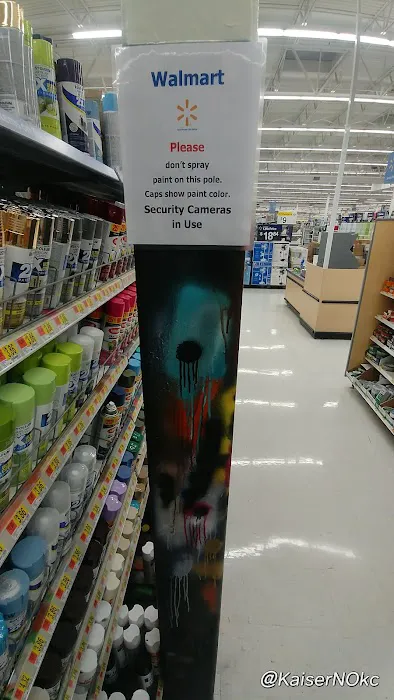 Walmart
Please
don't spray
paint on this pole.
Caps show paint color.
Security Cameras
in Use
@KaiserNOkc